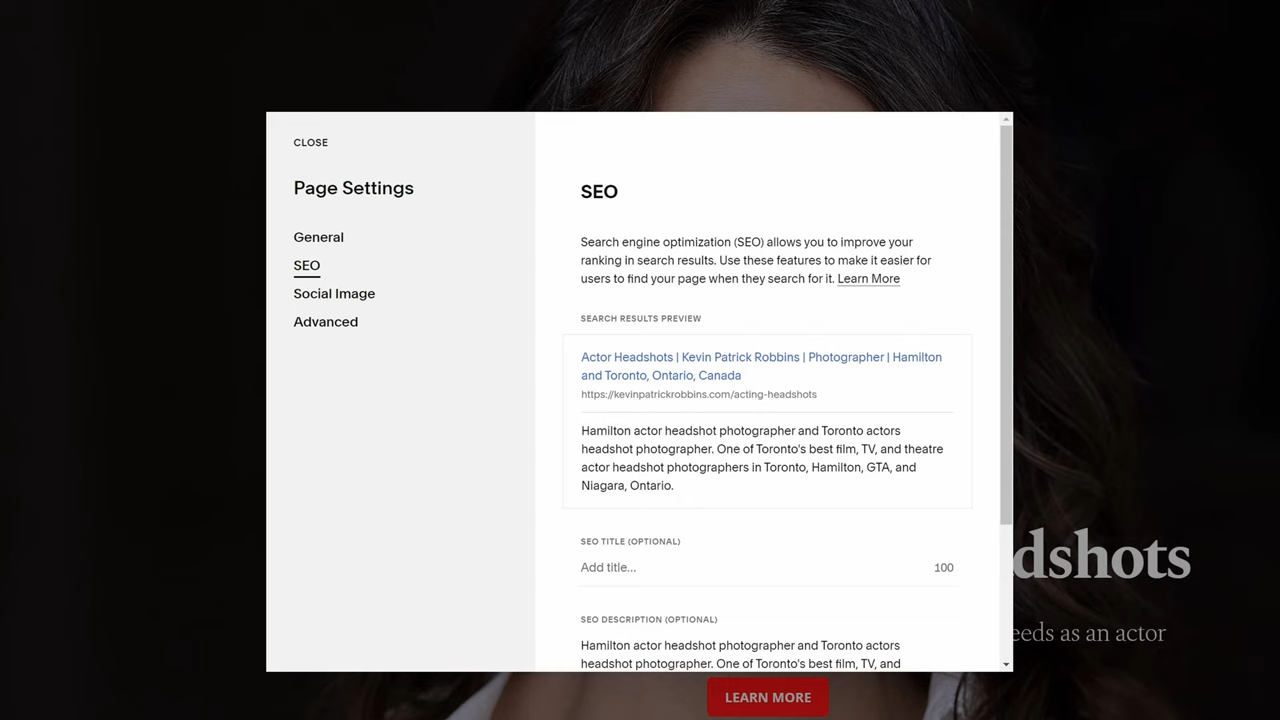 CLOSE
Page Settings
General
SEO
Social Image
Advanced
SEO
Search engine optimization (SEO) allows you to improve your
ranking in search results. Use these features to make it easier for
users to find your page when they search for it. Learn More
SEARCH RESULTS PREVIEW
Actor Headshots | Kevin Patrick Robbins | Photographer | Hamilton
and Toronto, Ontario, Canada
https://kevinpatrickrobbins.com/acting-headshots
Hamilton actor headshot photographer and Toronto actors
headshot photographer. One of Toronto's best film, TV, and theatre
actor headshot photographers in Toronto, Hamilton, GTA, and
Niagara, Ontario.
SEO TITLE (OPTIONAL)
Add title... 100
SEO DESCRIPTION (OPTIONAL)
Hamilton actor headshot photographer and Toronto actors
headshot photographer. One of Toronto's best film, TV, and
dshots
eeds as an actor
LEARN MORE